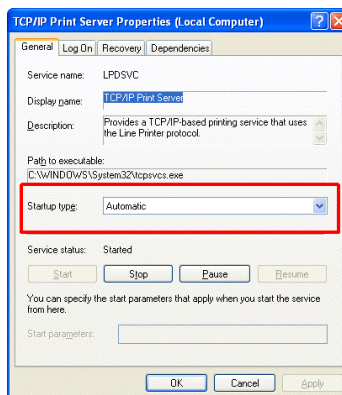 TCP/IP Print Server Properties (Local Computer)
General Log On Recovery Dependencies
Service name: LPDSVC
Display name: TCP/IP Print Server
Description: Provides a TCP/IP-based printing service that uses
the Line Printer protocol.
Path to executable:
C:\WINDOWS\System32\tcpsvcs.exe
Startup type: Automatic
Service status: Started
Start Stop Pause Resume
You can specify the start parameters that apply when you start the service
from here.
Start parameters:
OK Cancel Apply